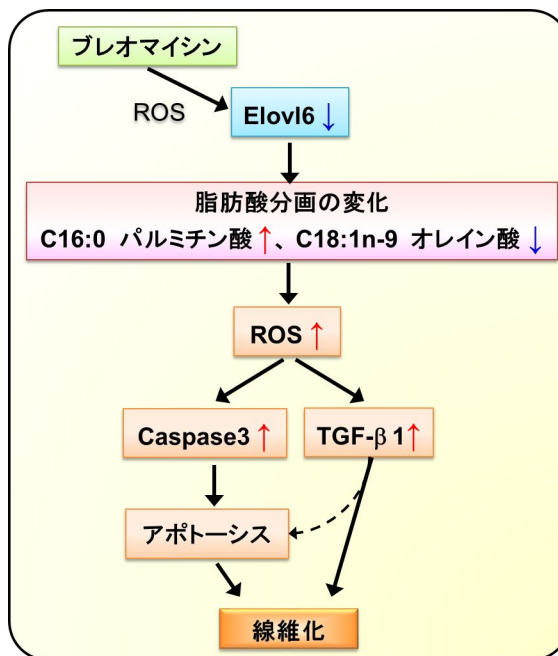 ブレオマイシン
ROS
Elovl6 ↓
脂肪酸分画の変化
C16:0 パルミチン酸↑、C18:1n-9 オレイン酸↓
ROS ↑
Caspase3 ↑
TGF-β1↑
アポトーシス
線維化